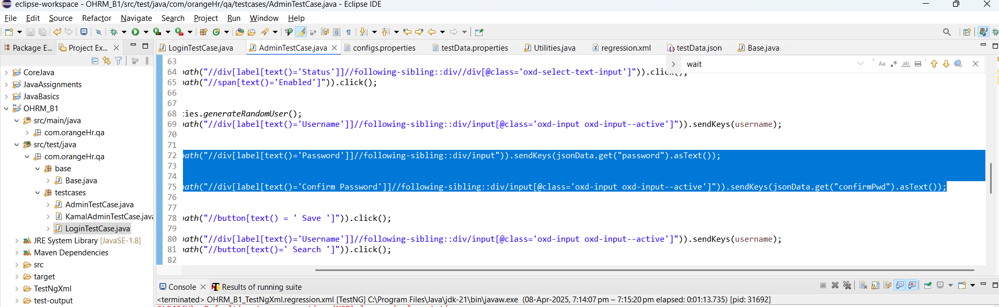 eclipse-workspace - OHRM_B1/src/test/java/com/orangeHr/qa/testcases/AdminTestCase.java - Eclipse IDE
File Edit Source Refactor Navigate Search Project Run Window Help
Package E... Project Ex...
LoginTestCase.java AdminTestCase.java configs.properties testData.properties Utilities.java regression.xml testData.json Base.java
wait
CoreJava
JavaAssignments
JavaBasics
OHRM_B1
src/main/java
com.orangeHr.qa
src/test/java
com.orangeHr.qa
base
Base.java
testcases
AdminTestCase.java
KamalAdminTestCase.java
LoginTestCase.java
JRE System Library [JavaSE-1.8]
Maven Dependencies
src
target
TestNgXml
test-output
63
64 path("//div[label[text()='Status']]//following-sibling::div//div[@class='oxd-select-text-input']")).click();
65 path("//span[text()='Enabled']")).click();
66
67
68 ties.generateRandomUser();
69 path("//div[label[text()='Username']]//following-sibling::div/input[@class='oxd-input oxd-input--active']")).sendKeys(username);
70
71
72 path("//div[label[text()='Password']]//following-sibling::div/input")).sendKeys(jsonData.get("password").asText());
73
74
75 path("//div[label[text()='Confirm Password']]//following-sibling::div/input[@class='oxd-input oxd-input--active']")).sendKeys(jsonData.get("confirmPwd").asText());
76
77
78 path("//button[text() = ' Save ']")).click();
79
80 path("//div[label[text()='Username']]//following-sibling::div/input[@class='oxd-input oxd-input--active']")).sendKeys(username);
81 path("//button[text()=' Search ']")).click();
82
Console Results of running suite
<terminated> OHRM_B1_TestNgXml.regression.xml [TestNG] C:\Program Files\Java\jdk-21\bin\javaw.exe (08-Apr-2025, 7:14:07 pm – 7:15:20 pm elapsed: 0:01:13.735) [pid: 31692]